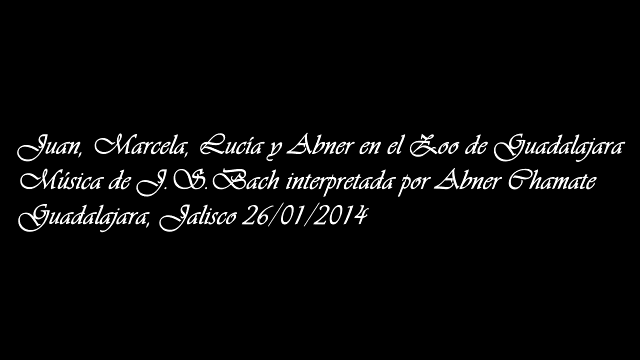 Juan, Marcela, Lucía y Abner en el Zoo de Guadalajara
Música de J.S.Bach interpretada por Abner Chamate
Guadalajara, Jalisco 26/01/2014